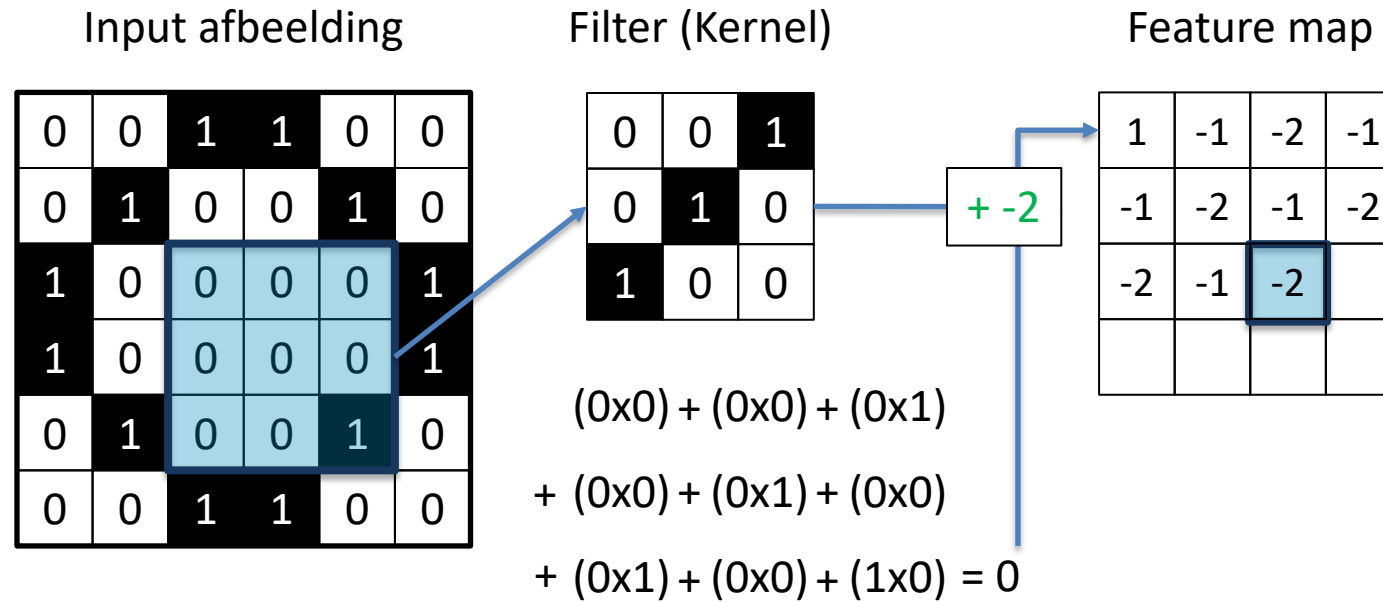 Input afbeelding
Filter (Kernel)
Feature map
0 0 1 1 0 0
0 1 0 0 1 0
1 0 0 0 0 1
1 0 0 0 0 1
0 1 0 0 1 0
0 0 1 1 0 0
0 0 1
0 1 0
1 0 0
+ -2
1 -1 -2 -1
-1 -2 -1 -2
-2 -1 -2
(0x0) + (0x0) + (0x1)
+ (0x0) + (0x1) + (0x0)
+ (0x1) + (0x0) + (1x0) = 0